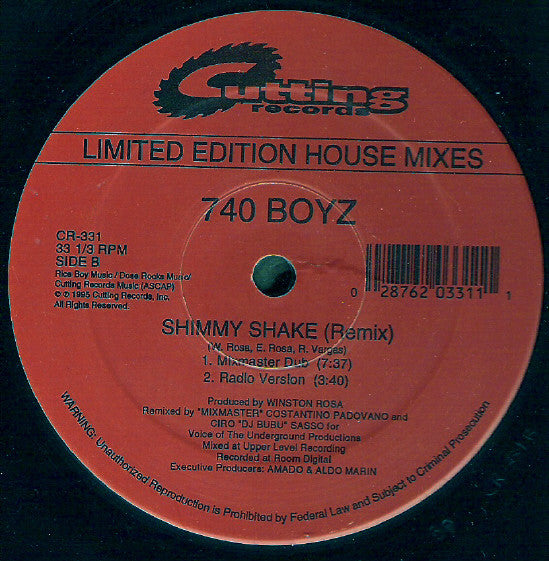 Cutting
records
LIMITED EDITION HOUSE MIXES
740 BOYZ
CR-331
33 1/3 RPM
SIDE B
Rice Boy Music / Dose Rocks Music/
Cutting Records Music (ASCAP)
© ℗ 1995 Cutting Records, Inc.
All Rights Reserved.
0 28762 03311 1
SHIMMY SHAKE (Remix)
(W. Rosa, E. Rosa, R. Vargas)
1. Mixmaster Dub (7:37)
2. Radio Version (3:40)
Produced by WINSTON ROSA
Remixed by "MIXMASTER" COSTANTINO PADOVANO and
CIRO "DJ BUBU" SASSO for
Voice of The Underground Productions
Mixed at Upper Level Recording
Recorded at Room Digital
Executive Producers: AMADO & ALDO MARIN
WARNING: Unauthorized Reproduction is Prohibited by Federal Law and Subject to Criminal Prosecution